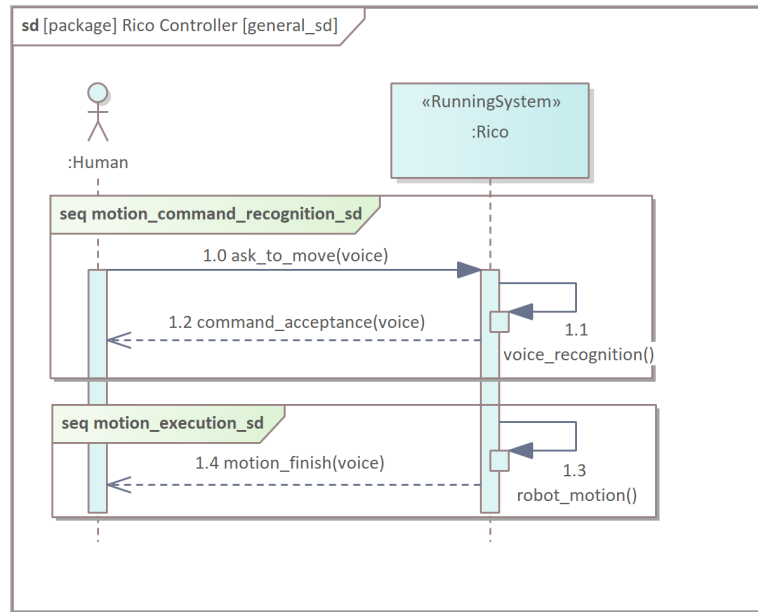 sd [package] Rico Controller [general_sd]
«RunningSystem»
:Rico
:Human
seq motion_command_recognition_sd
1.0 ask_to_move(voice)
1.2 command_acceptance(voice)
1.1
voice_recognition()
seq motion_execution_sd
1.4 motion_finish(voice)
1.3
robot_motion()